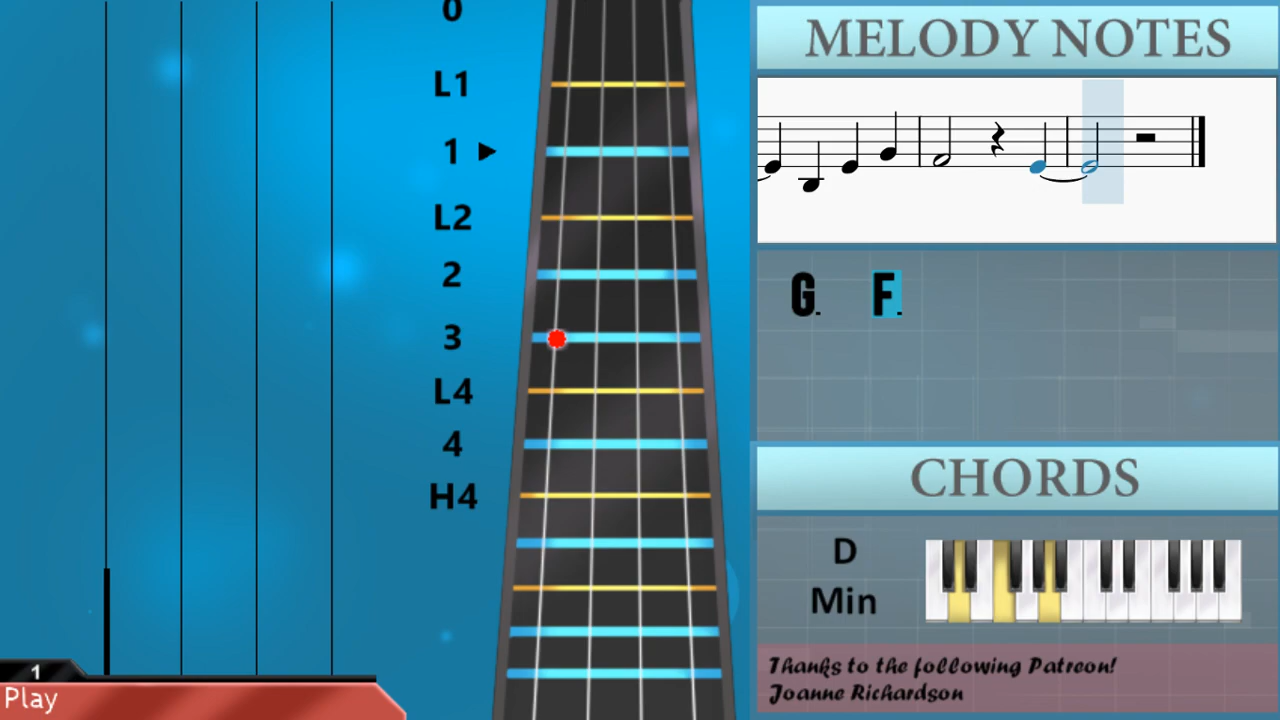 0
L1
1
L2
2
3
L4
4
H4
1
Play
MELODY NOTES
G. F.
CHORDS
D
Min
Thanks to the following Patreon!
Joanne Richardson